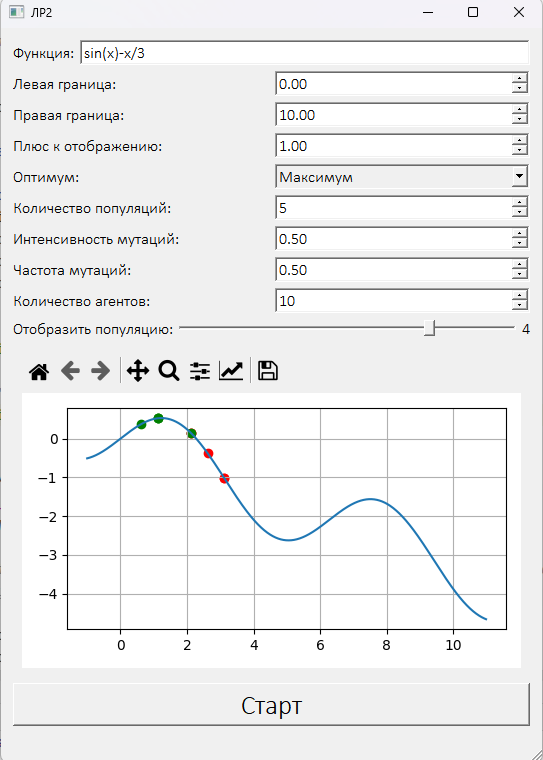 ЛР2
Функция: sin(x)-x/3
Левая граница: 0.00
Правая граница: 10.00
Плюс к отображению: 1.00
Оптимум: Максимум
Количество популяций: 5
Интенсивность мутаций: 0.50
Частота мутаций: 0.50
Количество агентов: 10
Отобразить популяцию: 4
0
−1
−2
−3
−4
0 2 4 6 8 10
Старт